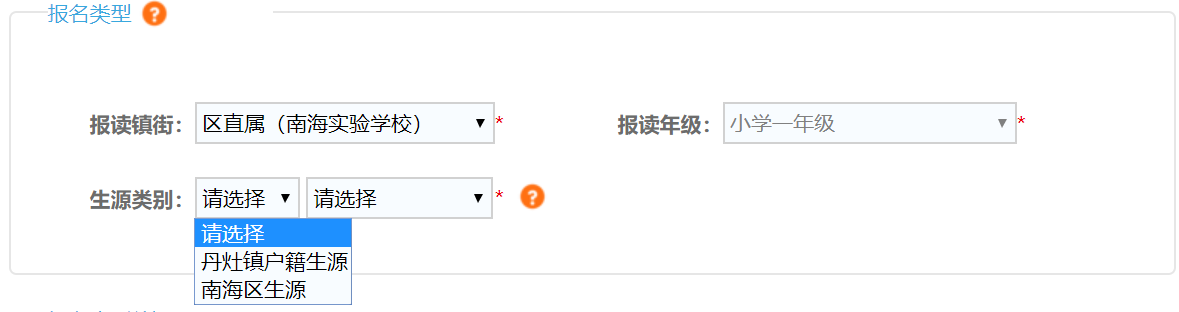 报名类型 ?
报读镇街： 区直属（南海实验学校） * 报读年级： 小学一年级 *
生源类别： 请选择 请选择 * ?
请选择
丹灶镇户籍生源
南海区生源